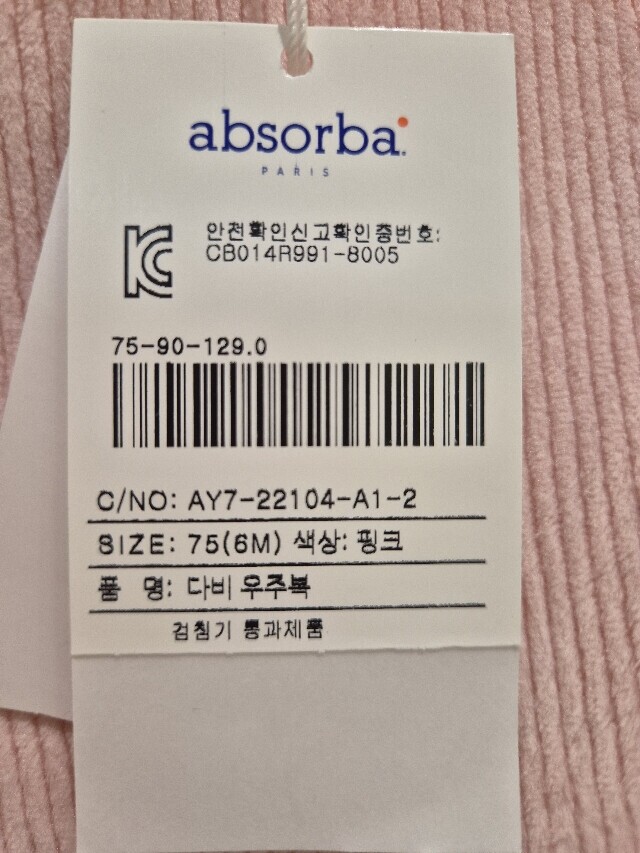 absorba.
PARIS
안전확인신고확인증번호:
CB014R991-8005
75-90-129.0
C/NO: AY7-22104-A1-2
SIZE: 75(6M) 색상: 핑크
품 명: 다비 우주복
검침기 통과제품